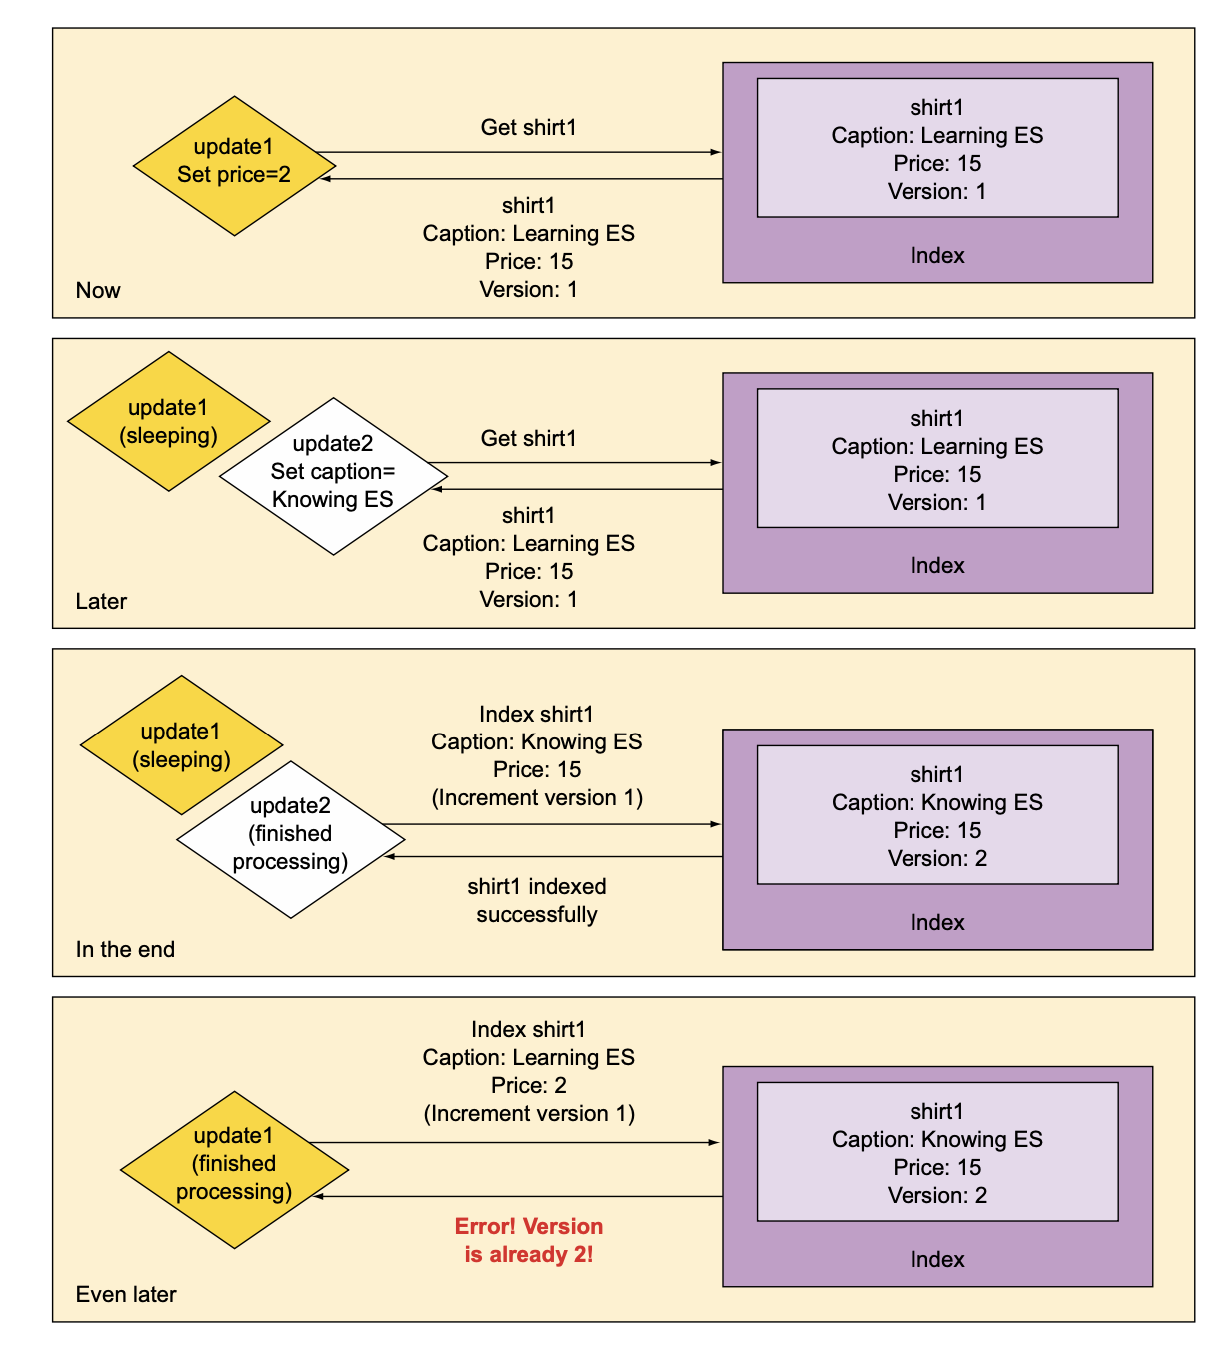 update1
Set price=2
Get shirt1
shirt1
Caption: Learning ES
Price: 15
Version: 1
shirt1
Caption: Learning ES
Price: 15
Version: 1
Index
Now
update1
(sleeping)
update2
Set caption=
Knowing ES
Get shirt1
shirt1
Caption: Learning ES
Price: 15
Version: 1
shirt1
Caption: Learning ES
Price: 15
Version: 1
Index
Later
update1
(sleeping)
update2
(finished
processing)
Index shirt1
Caption: Knowing ES
Price: 15
(Increment version 1)
shirt1 indexed
successfully
shirt1
Caption: Knowing ES
Price: 15
Version: 2
Index
In the end
update1
(finished
processing)
Index shirt1
Caption: Learning ES
Price: 2
(Increment version 1)
Error! Version
is already 2!
shirt1
Caption: Knowing ES
Price: 15
Version: 2
Index
Even later